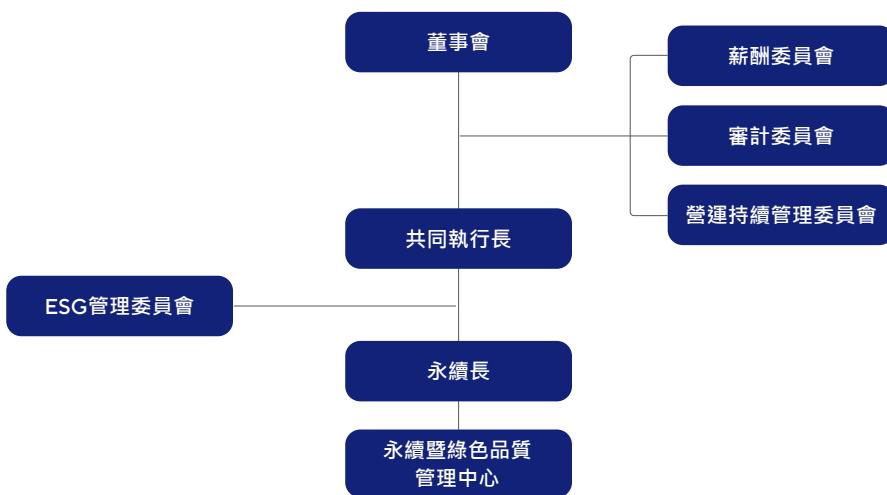 董事會
薪酬委員會
審計委員會
營運持續管理委員會
共同執行長
ESG管理委員會
永續長
永續暨綠色品質
管理中心